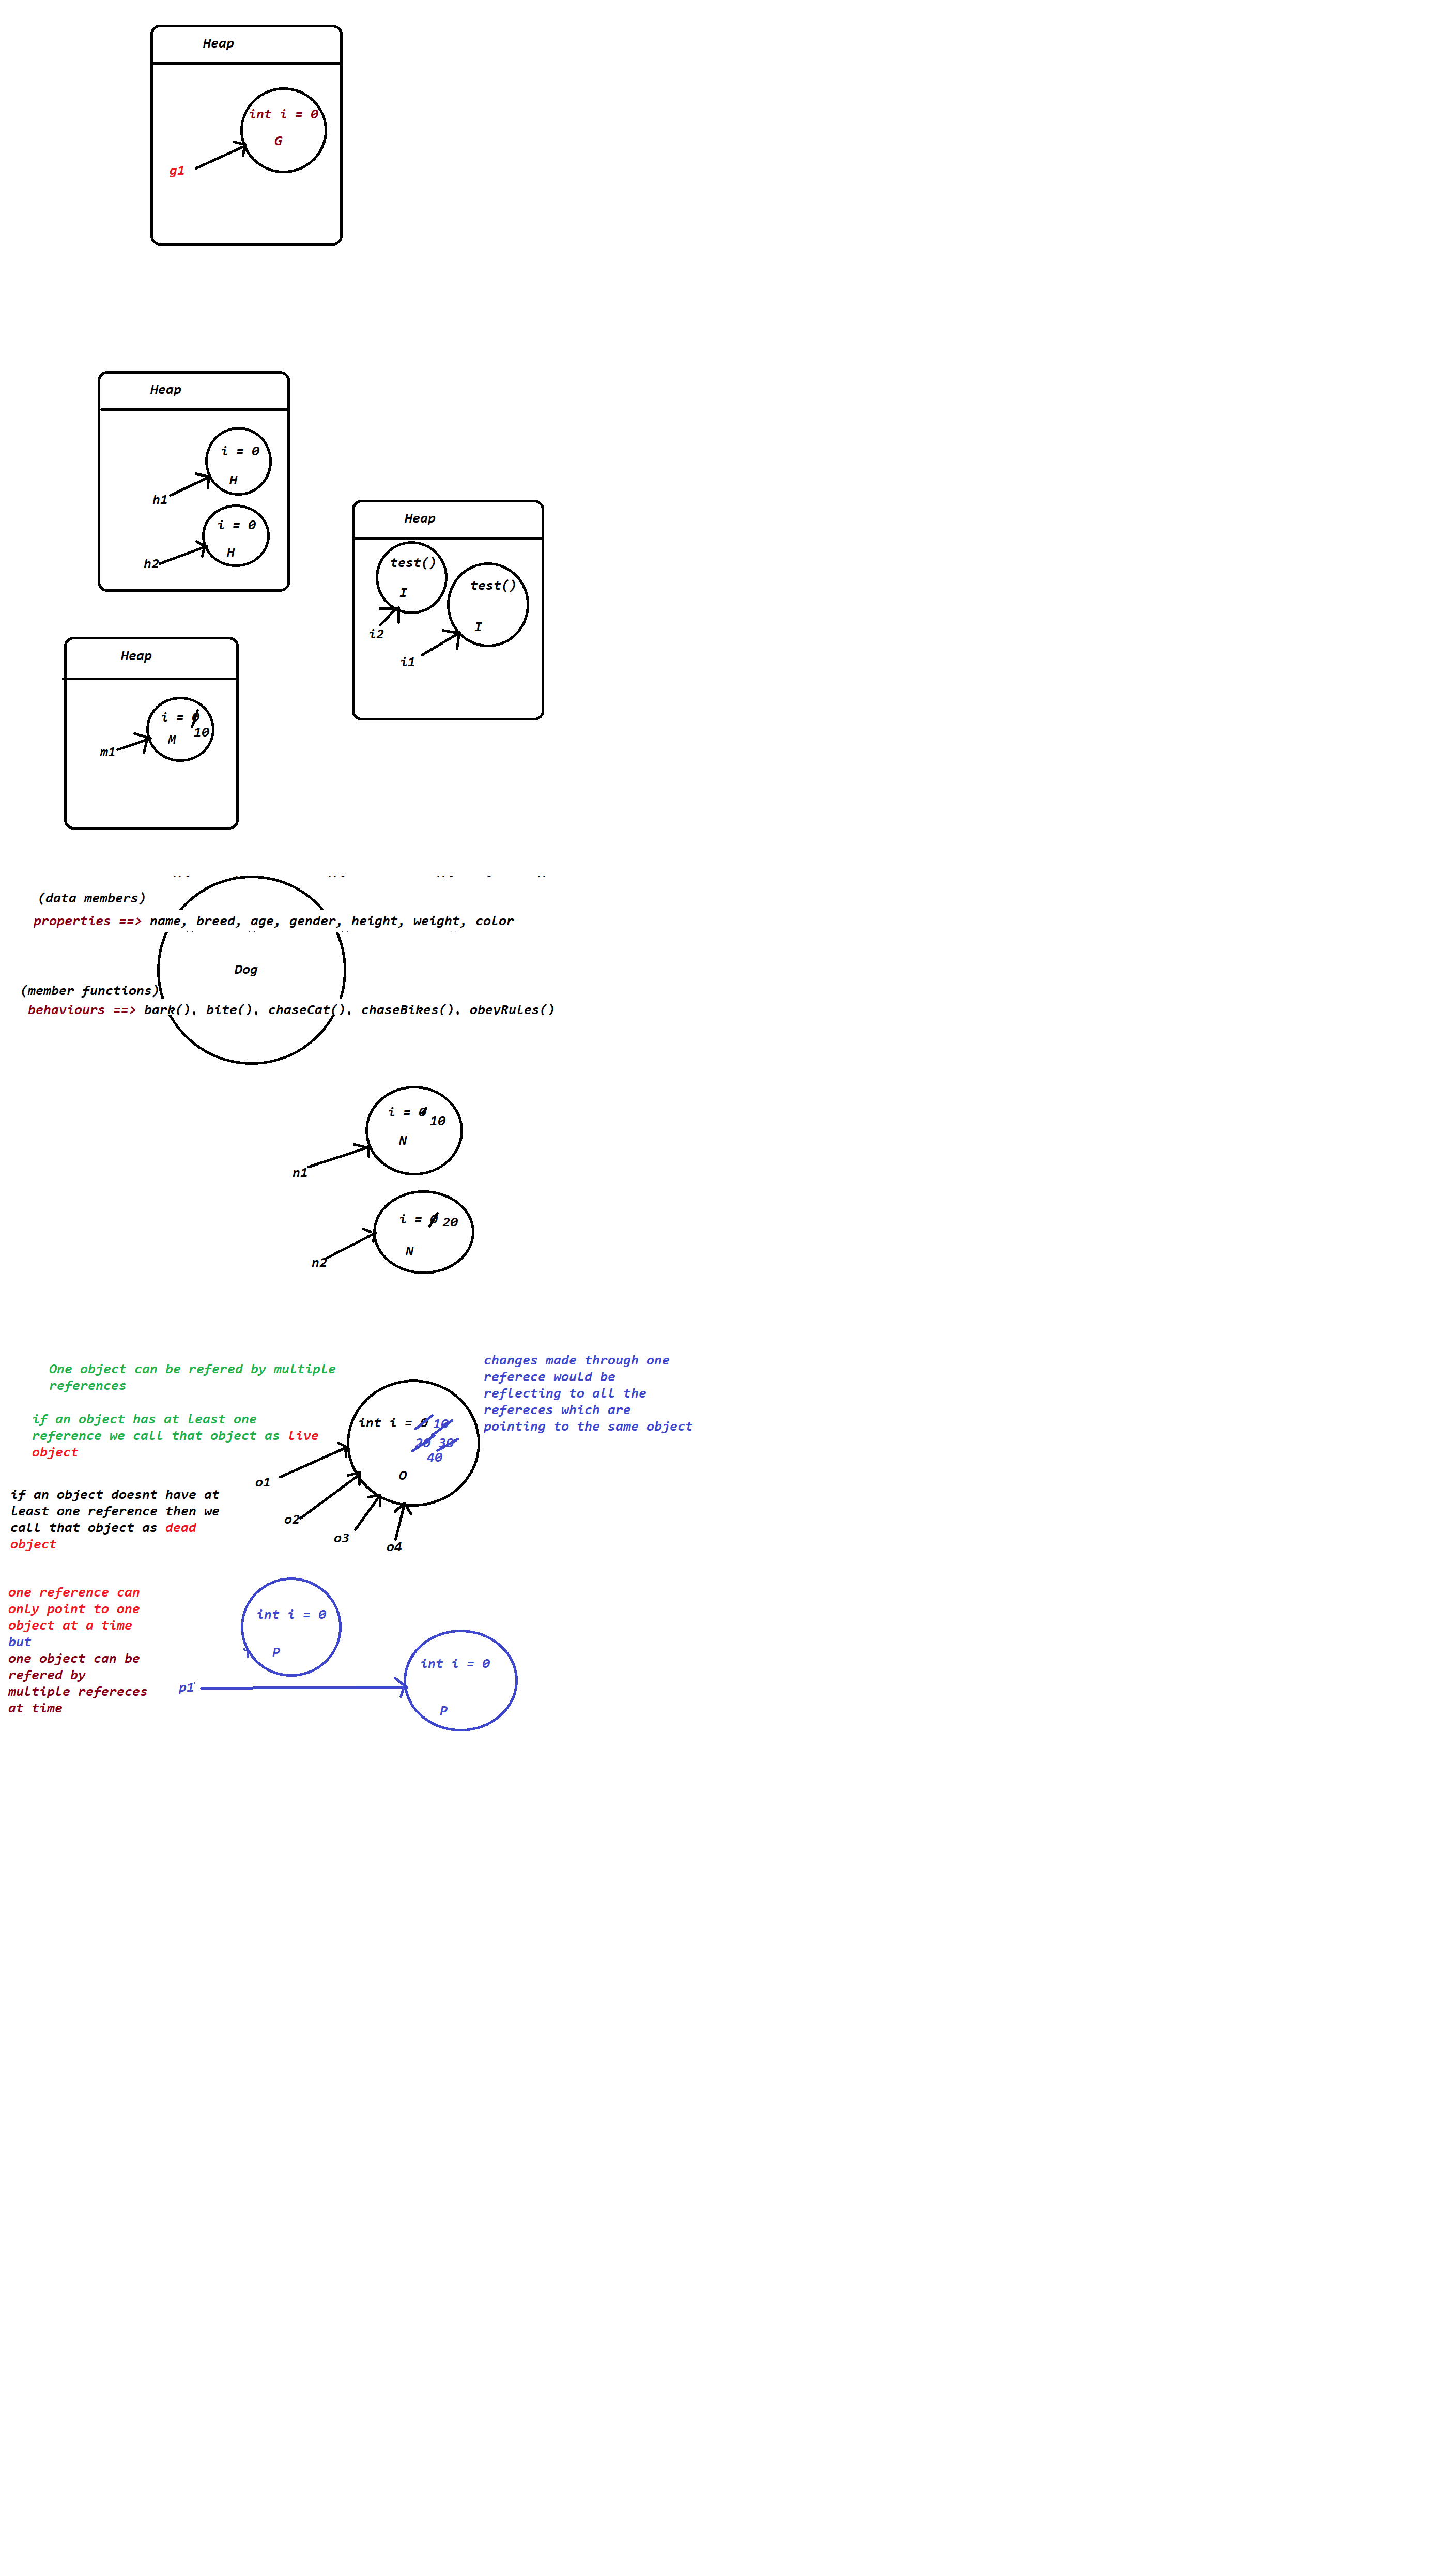 Heap
int i = 0
G
g1
Heap
i = 0
H
h1
i = 0
H
h2
Heap
test()
I
i2
test()
I
i1
Heap
i = 0
10
M
m1
(data members)
properties ==> name, breed, age, gender, height, weight, color
Dog
(member functions)
behaviours ==> bark(), bite(), chaseCat(), chaseBikes(), obeyRules()
i = 0
10
N
n1
i = 0 20
N
n2
One object can be refered by multiple
references
if an object has at least one
reference we call that object as live
object
if an object doesnt have at
least one reference then we
call that object as dead
object
int i = 0 10
20 30
40
O
o1
o2
o3
o4
changes made through one
referece would be
reflecting to all the
refereces which are
pointing to the same object
one reference can
only point to one
object at a time
but
one object can be
refered by
multiple refereces
at time
int i = 0
P
p1
int i = 0
P